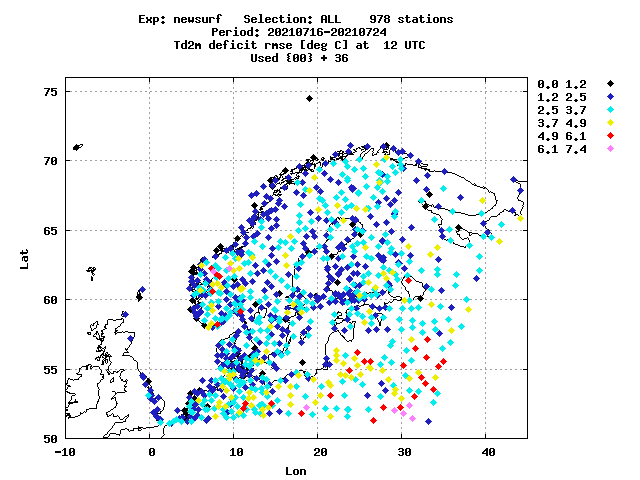 Exp: newsurf   Selection: ALL    978 stations
Period: 20210716-20210724
Td2m deficit rmse [deg C] at  12 UTC
Used {00} + 36
0.0 1.2
1.2 2.5
2.5 3.7
3.7 4.9
4.9 6.1
6.1 7.4
75
70
65
60
55
50
Lat
-10 0 10 20 30 40
Lon